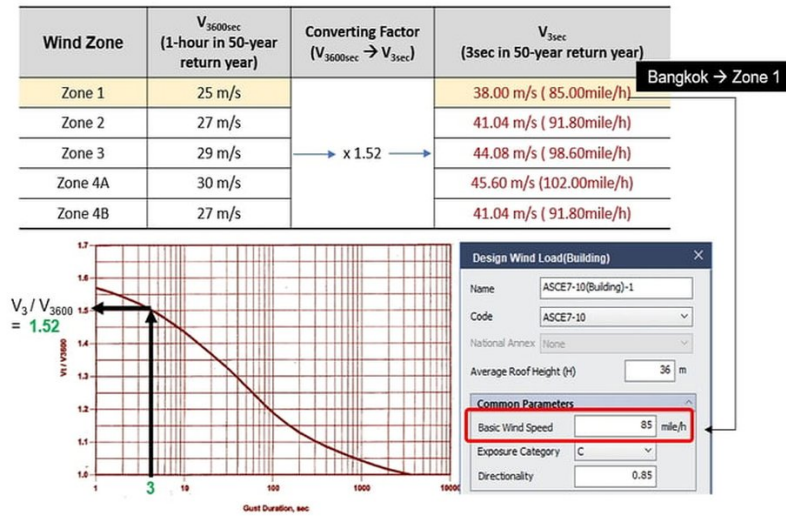 Wind Zone
V3600sec
(1-hour in 50-year
return year)
Converting Factor
(V3600sec → V3sec)
V3sec
(3sec in 50-year return year)
Bangkok → Zone 1
Zone 1 25 m/s 38.00 m/s ( 85.00mile/h)
Zone 2 27 m/s 41.04 m/s ( 91.80mile/h)
Zone 3 29 m/s x 1.52 44.08 m/s ( 98.60mile/h)
Zone 4A 30 m/s 45.60 m/s (102.00mile/h)
Zone 4B 27 m/s 41.04 m/s ( 91.80mile/h)
V3 / V3600
= 1.52
Vt / V3600
1.7
1.6
1.5
1.4
1.3
1.2
1.1
1.0
1 10 100 1000 10000
3
Gust Duration, sec
Design Wind Load(Building) ×
Name ASCE7-10(Building)-1
Code ASCE7-10
National Annex None
Average Roof Height (H) 36 m
Common Parameters
Basic Wind Speed 85 mile/h
Exposure Category C
Directionality 0.85